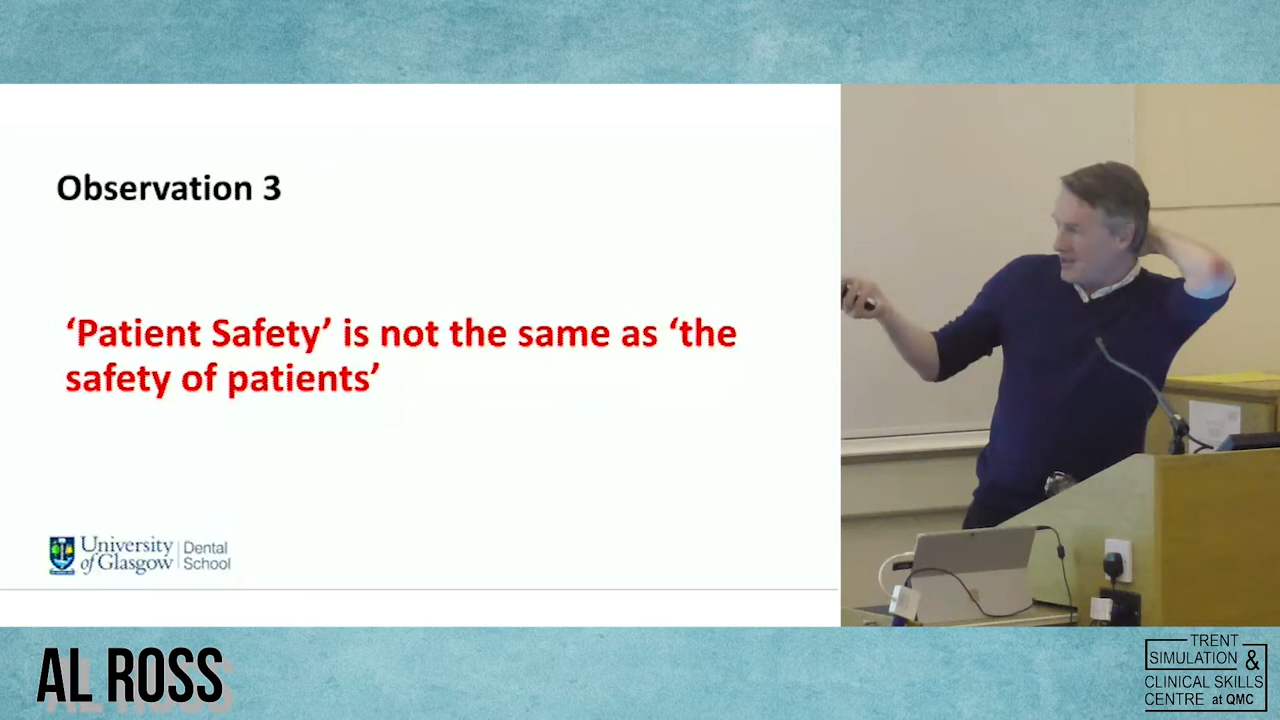 Observation 3
‘Patient Safety’ is not the same as ‘the
safety of patients’
University
of Glasgow
Dental
School
AL ROSS
TRENT
SIMULATION &
CLINICAL SKILLS
CENTRE at QMC